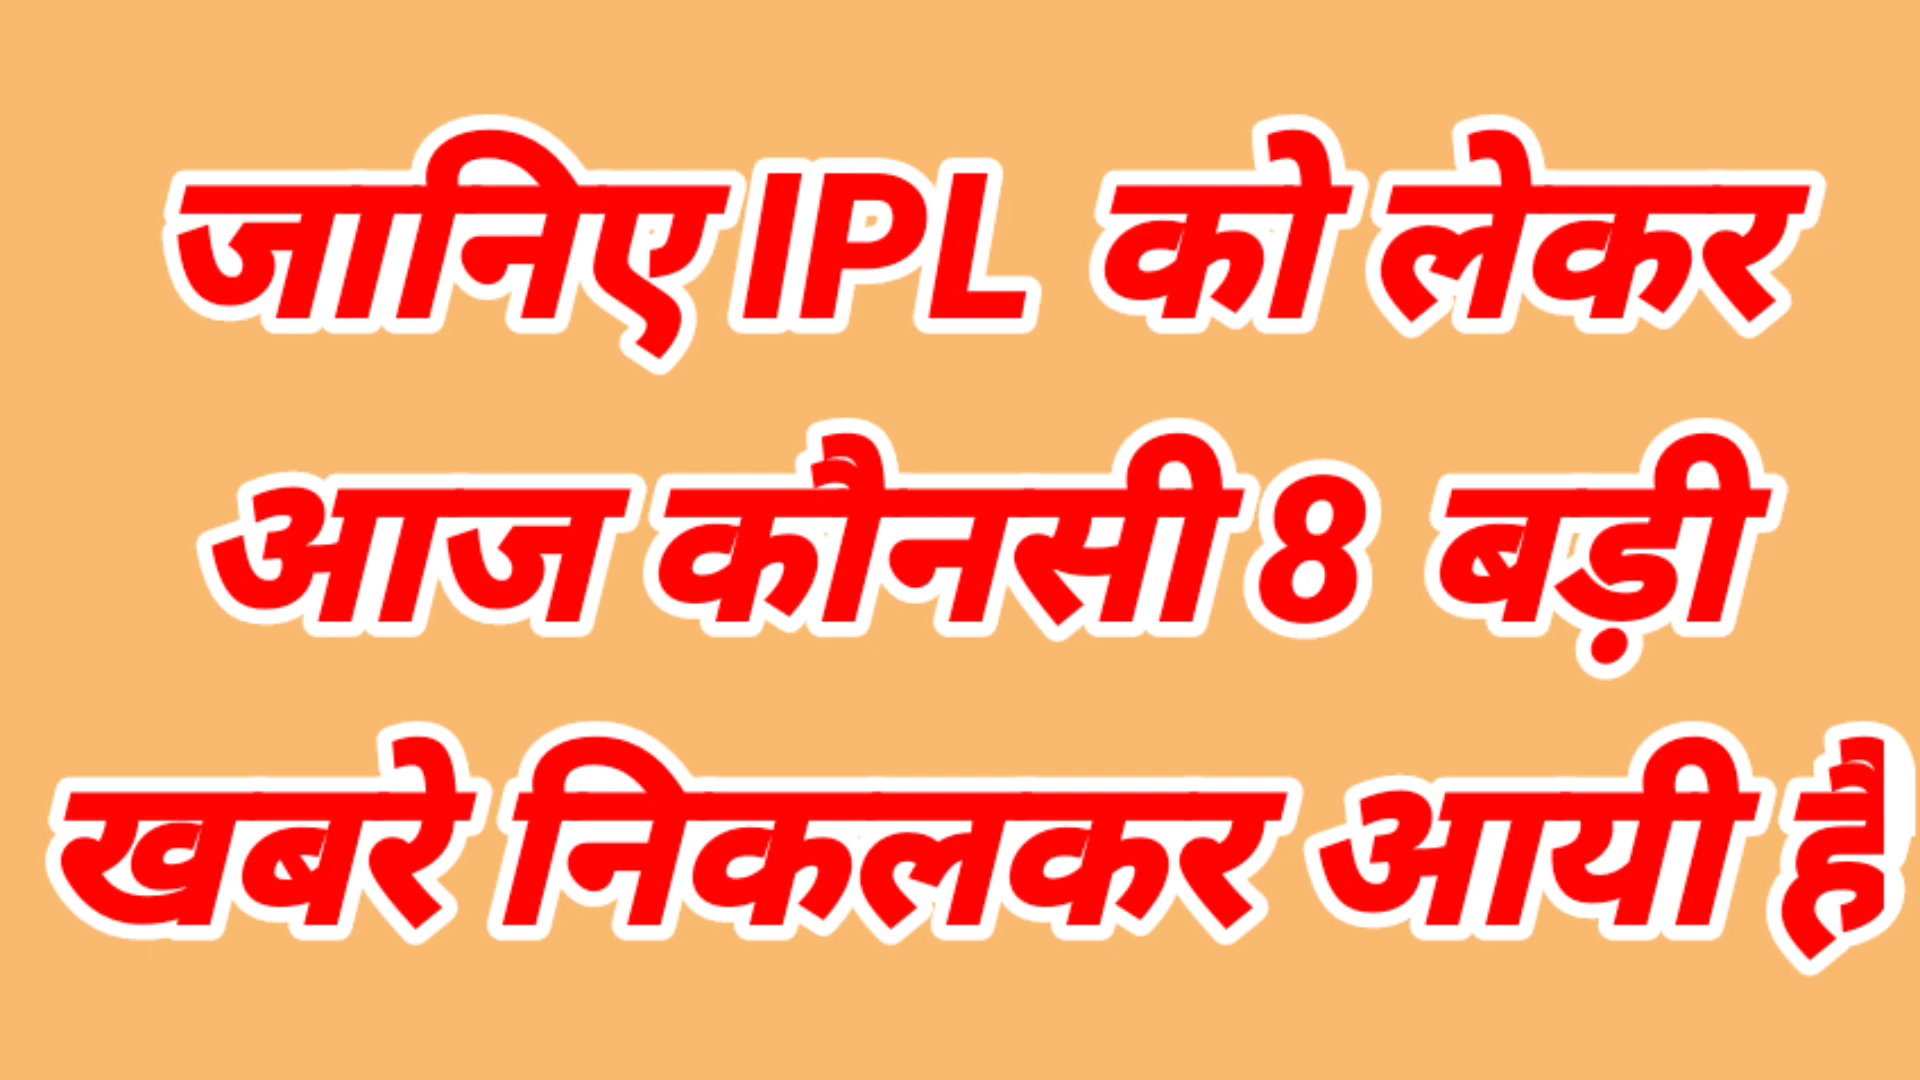 जानिए IPL को लेकर
आज कौनसी 8 बड़ी
खबरे निकलकर आयी है